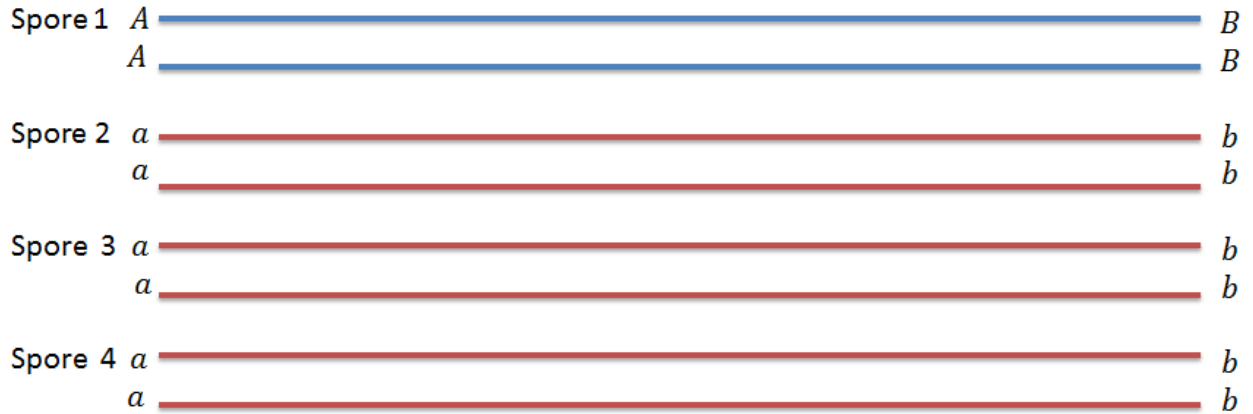 Spore 1 A B
A B
Spore 2 a b
a b
Spore 3 a b
a b
Spore 4 a b
a b